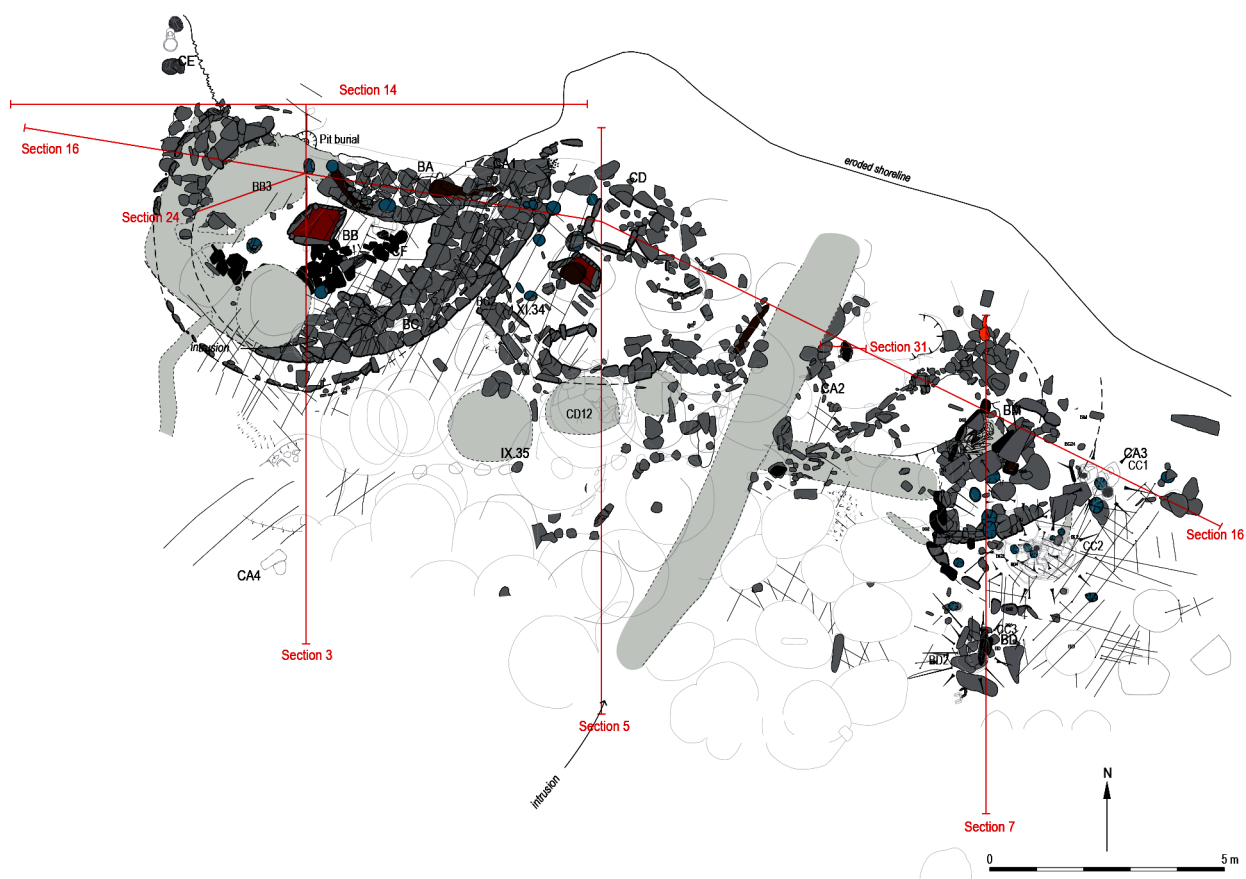 CE
Section 14
Pit burial
Section 16
BA
CA1
eroded shoreline
CD
BB3
Section 24
BB
CF
XI.34
BC
intrusion
Section 31
CA2
CD12
IX.35
CA3
CC1
Section 16
CC2
CA4
Section 3
CC3
BD
BD2
Section 5
intrusion
N
Section 7
0
5 m